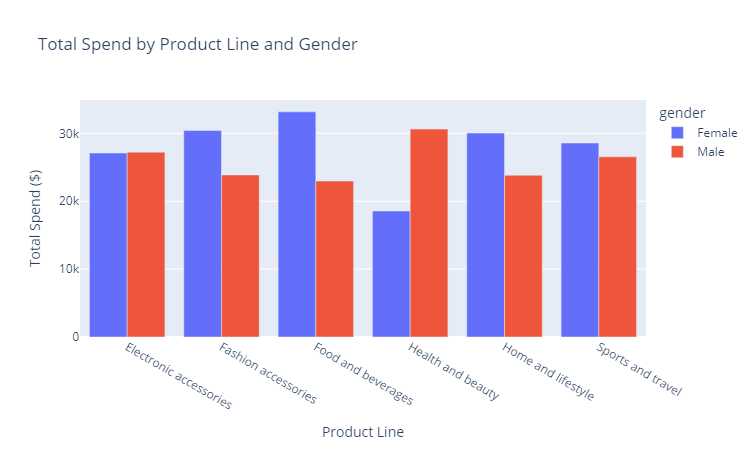 Total Spend by Product Line and Gender
gender
Female
Male
Total Spend ($)
30k
20k
10k
0
Electronic accessories
Fashion accessories
Food and beverages
Health and beauty
Home and lifestyle
Sports and travel
Product Line